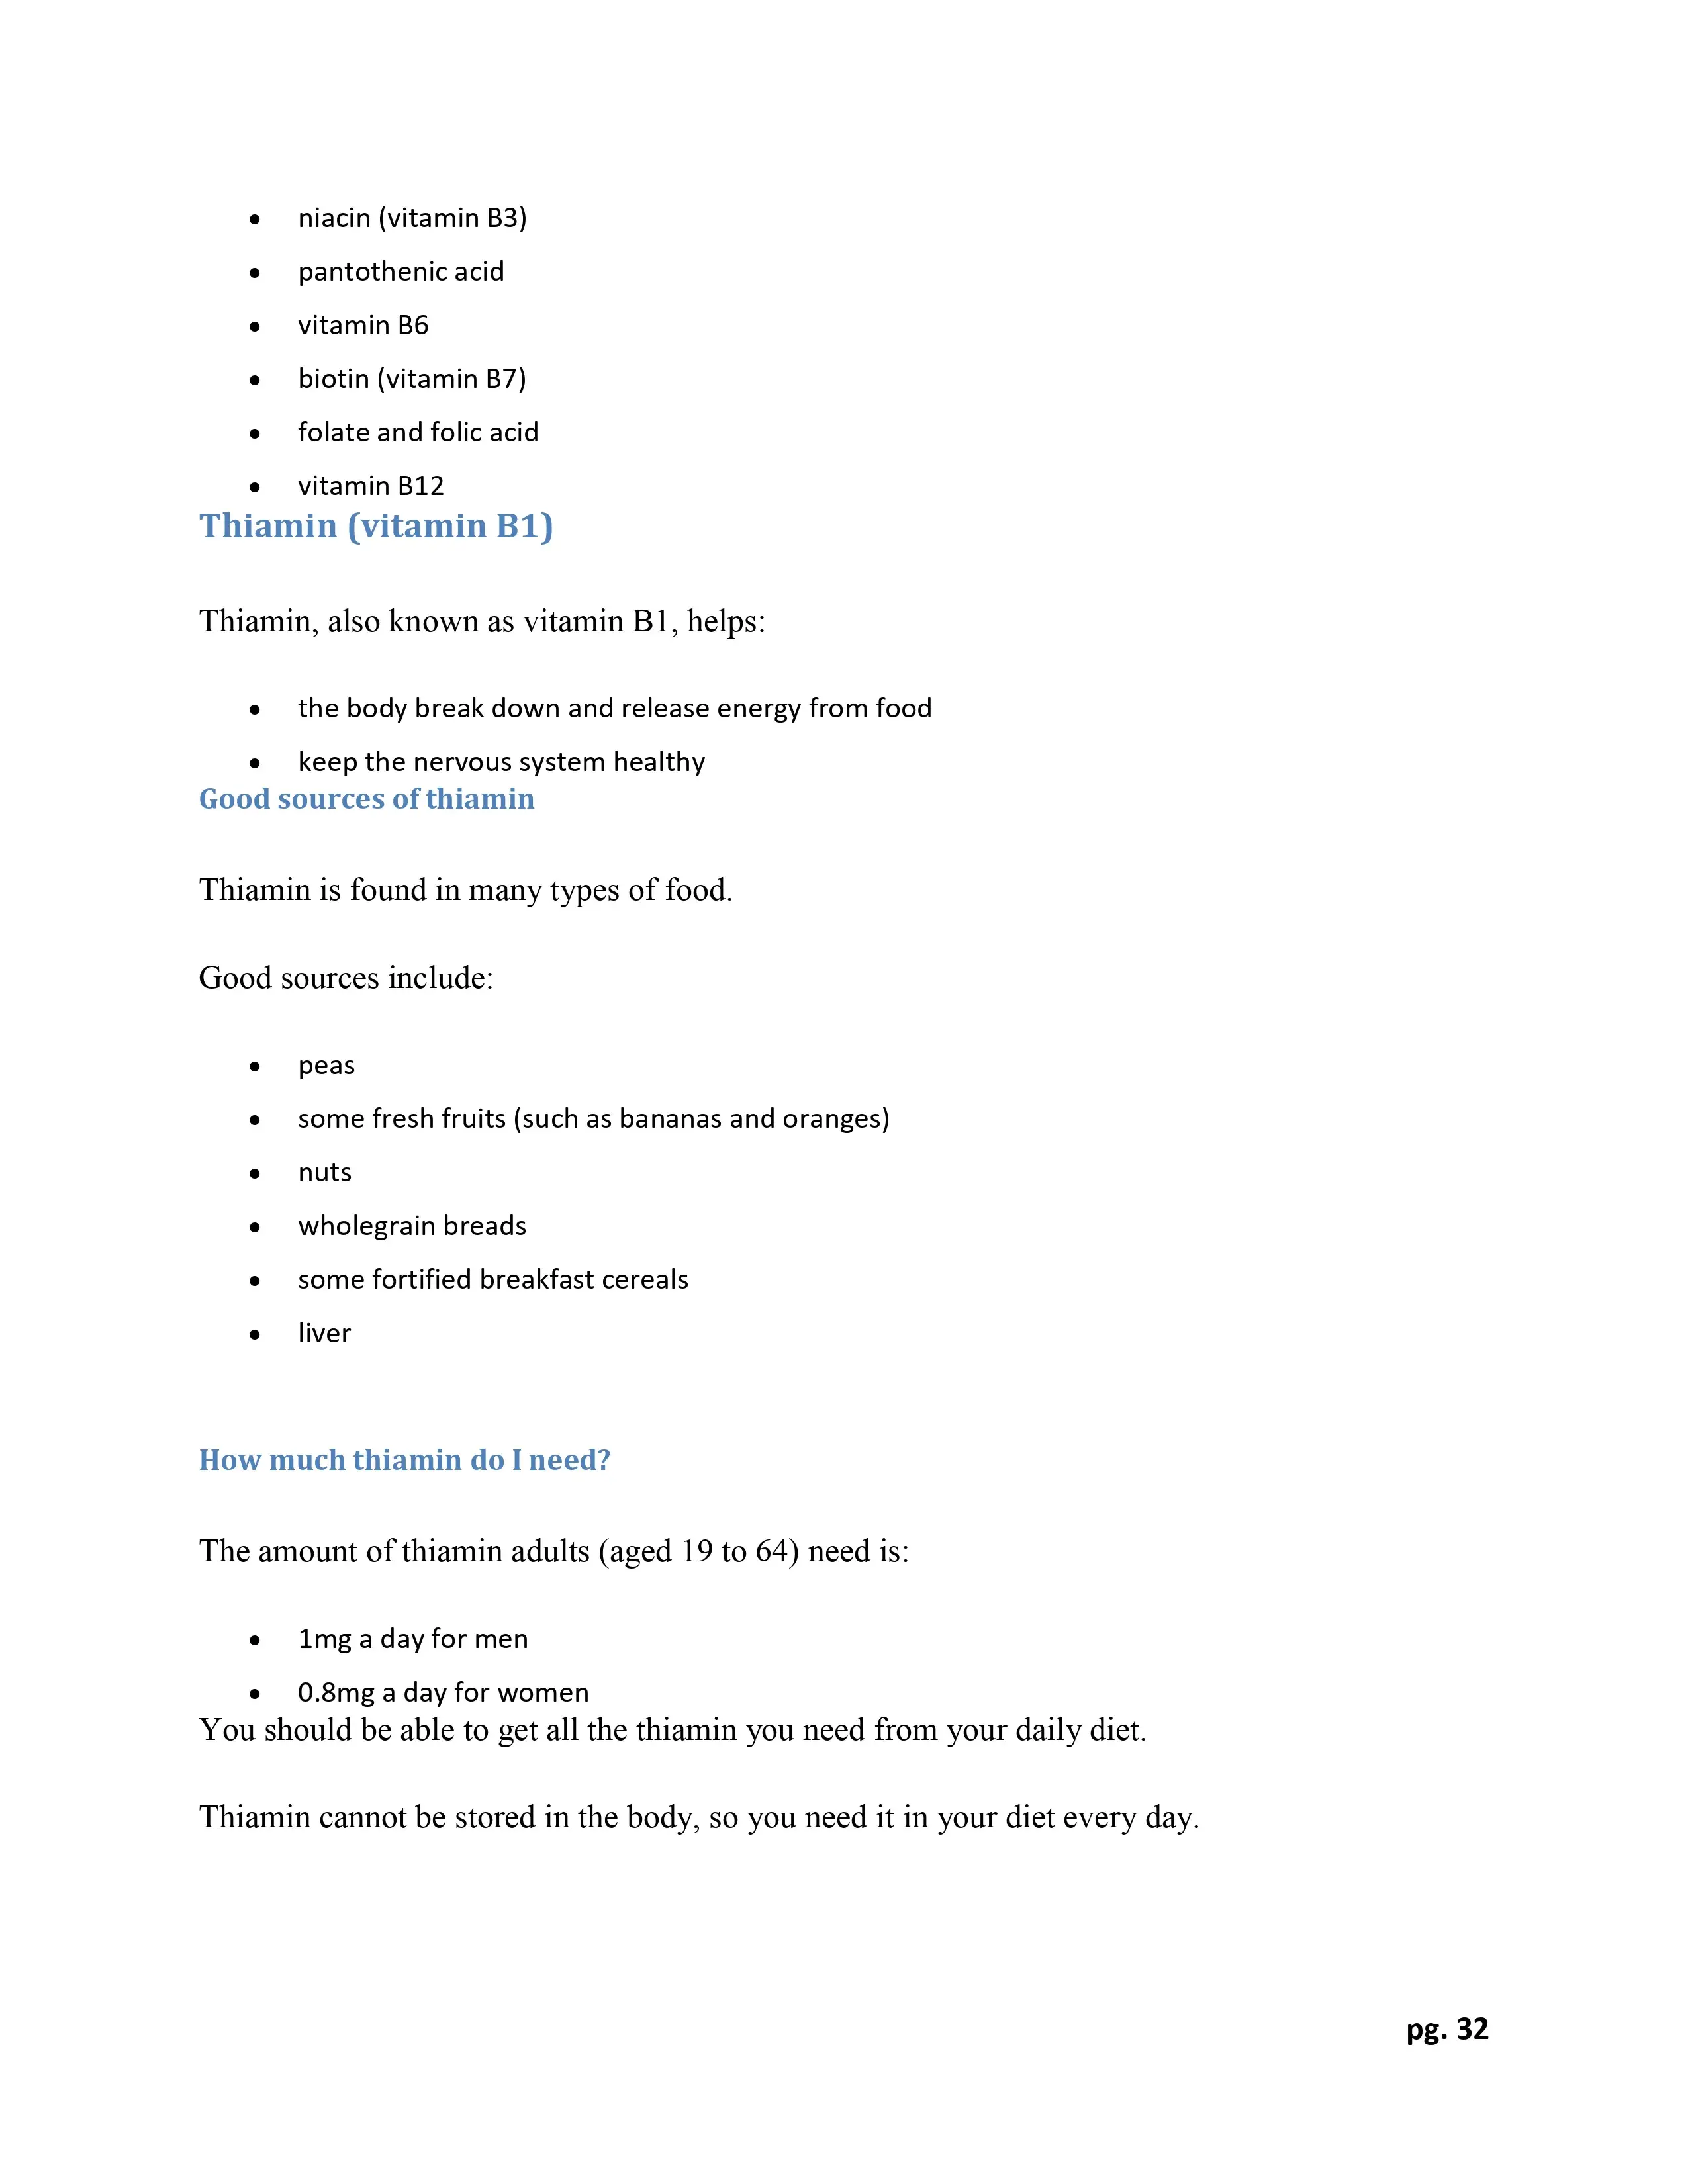 • niacin (vitamin B3)
• pantothenic acid
• vitamin B6
• biotin (vitamin B7)
• folate and folic acid
• vitamin B12
Thiamin (vitamin B1)
Thiamin, also known as vitamin B1, helps:
• the body break down and release energy from food
• keep the nervous system healthy
Good sources of thiamin
Thiamin is found in many types of food.
Good sources include:
• peas
• some fresh fruits (such as bananas and oranges)
• nuts
• wholegrain breads
• some fortified breakfast cereals
• liver
How much thiamin do I need?
The amount of thiamin adults (aged 19 to 64) need is:
• 1mg a day for men
• 0.8mg a day for women
You should be able to get all the thiamin you need from your daily diet.
Thiamin cannot be stored in the body, so you need it in your diet every day.
pg. 32